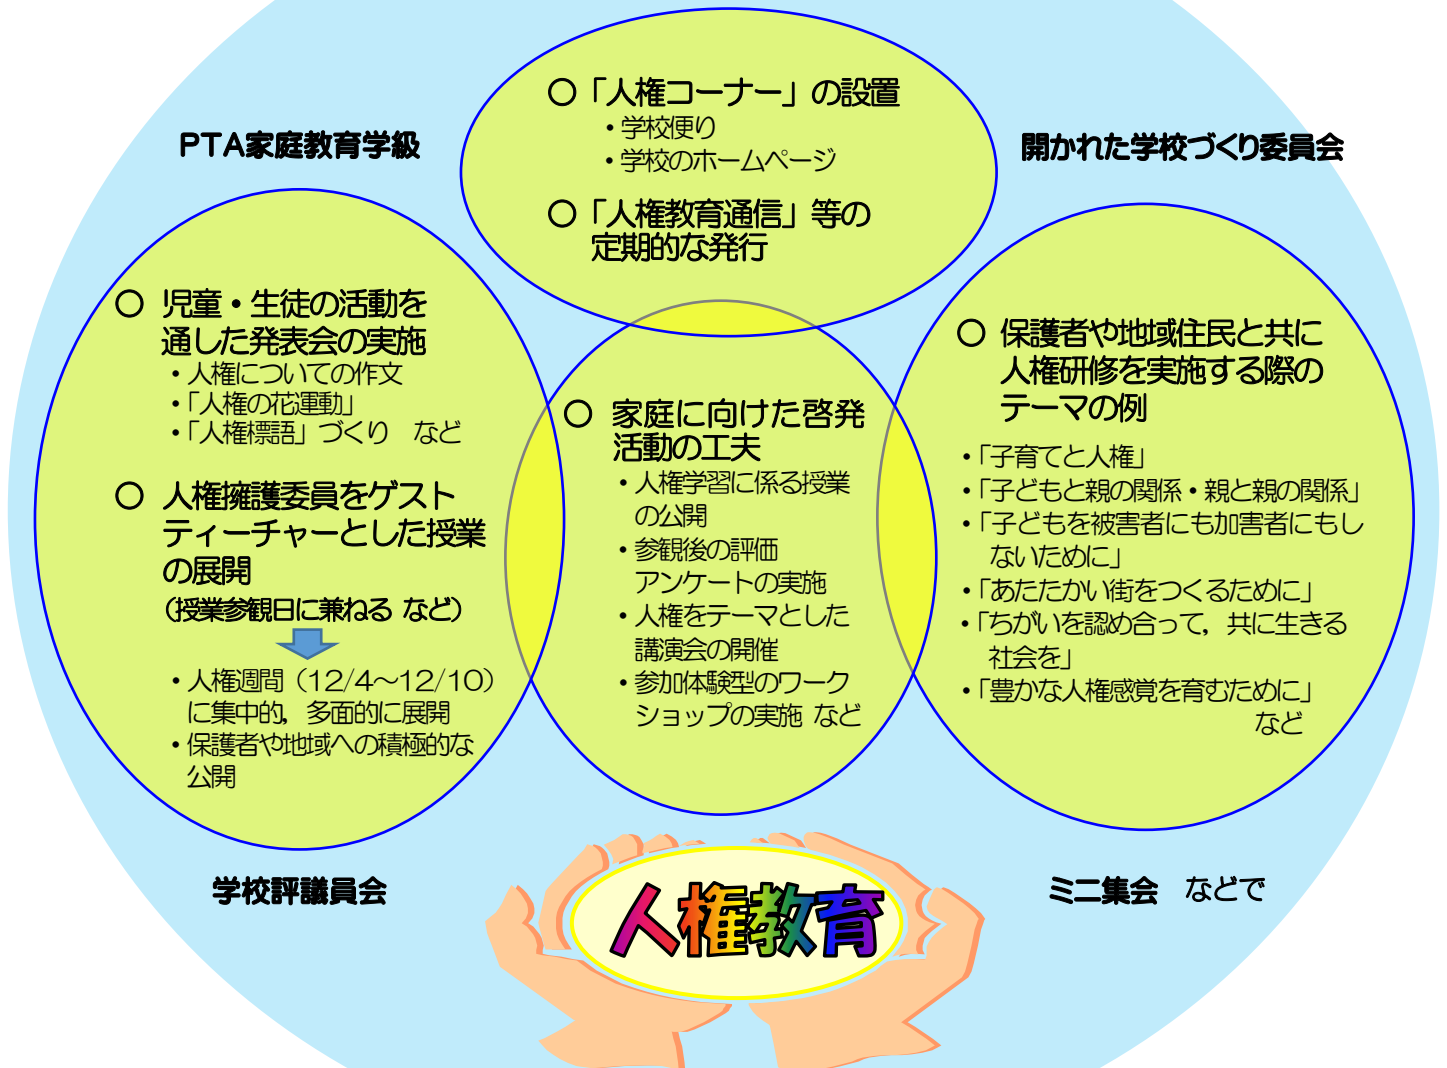 ○「人権コーナー」の設置
・学校便り
・学校のホームページ
○「人権教育通信」等の
定期的な発行
PTA家庭教育学級
開かれた学校づくり委員会
○ 児童・生徒の活動を
通した発表会の実施
・人権についての作文
・「人権の花運動」
・「人権標語」づくり　など
○ 人権擁護委員をゲスト
ティーチャーとした授業
の展開
（授業参観日に兼ねる など）
・人権週間（12/4～12/10）
に集中的，多面的に展開
・保護者や地域への積極的な
公開
○ 家庭に向けた啓発
活動の工夫
・人権学習に係る授業
の公開
・参観後の評価
アンケートの実施
・人権をテーマとした
講演会の開催
・参加体験型のワーク
ショップの実施 など
○ 保護者や地域住民と共に
人権研修を実施する際の
テーマの例
・「子育てと人権」
・「子どもと親の関係・親と親の関係」
・「子どもを被害者にも加害者にもし
ないために」
・「あたたかい街をつくるために」
・「ちがいを認め合って，共に生きる
社会を」
・「豊かな人権感覚を育むために」
など
学校評議員会
ミニ集会　などで
人権教育